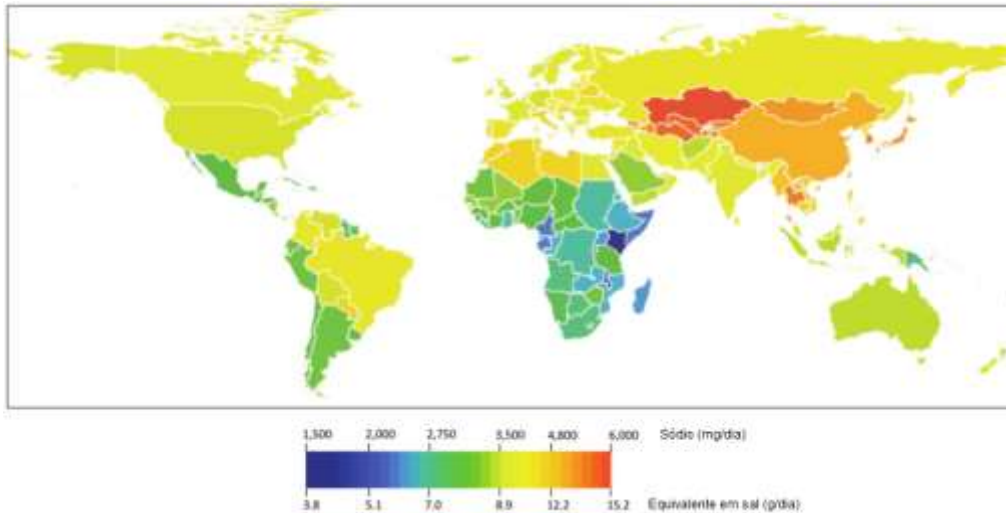 1,500 2,000 2,750 3,500 4,800 6,000 Sódio (mg/dia)
3.8 5.1 7.0 8.9 12.2 15.2 Equivalente em sal (g/dia)